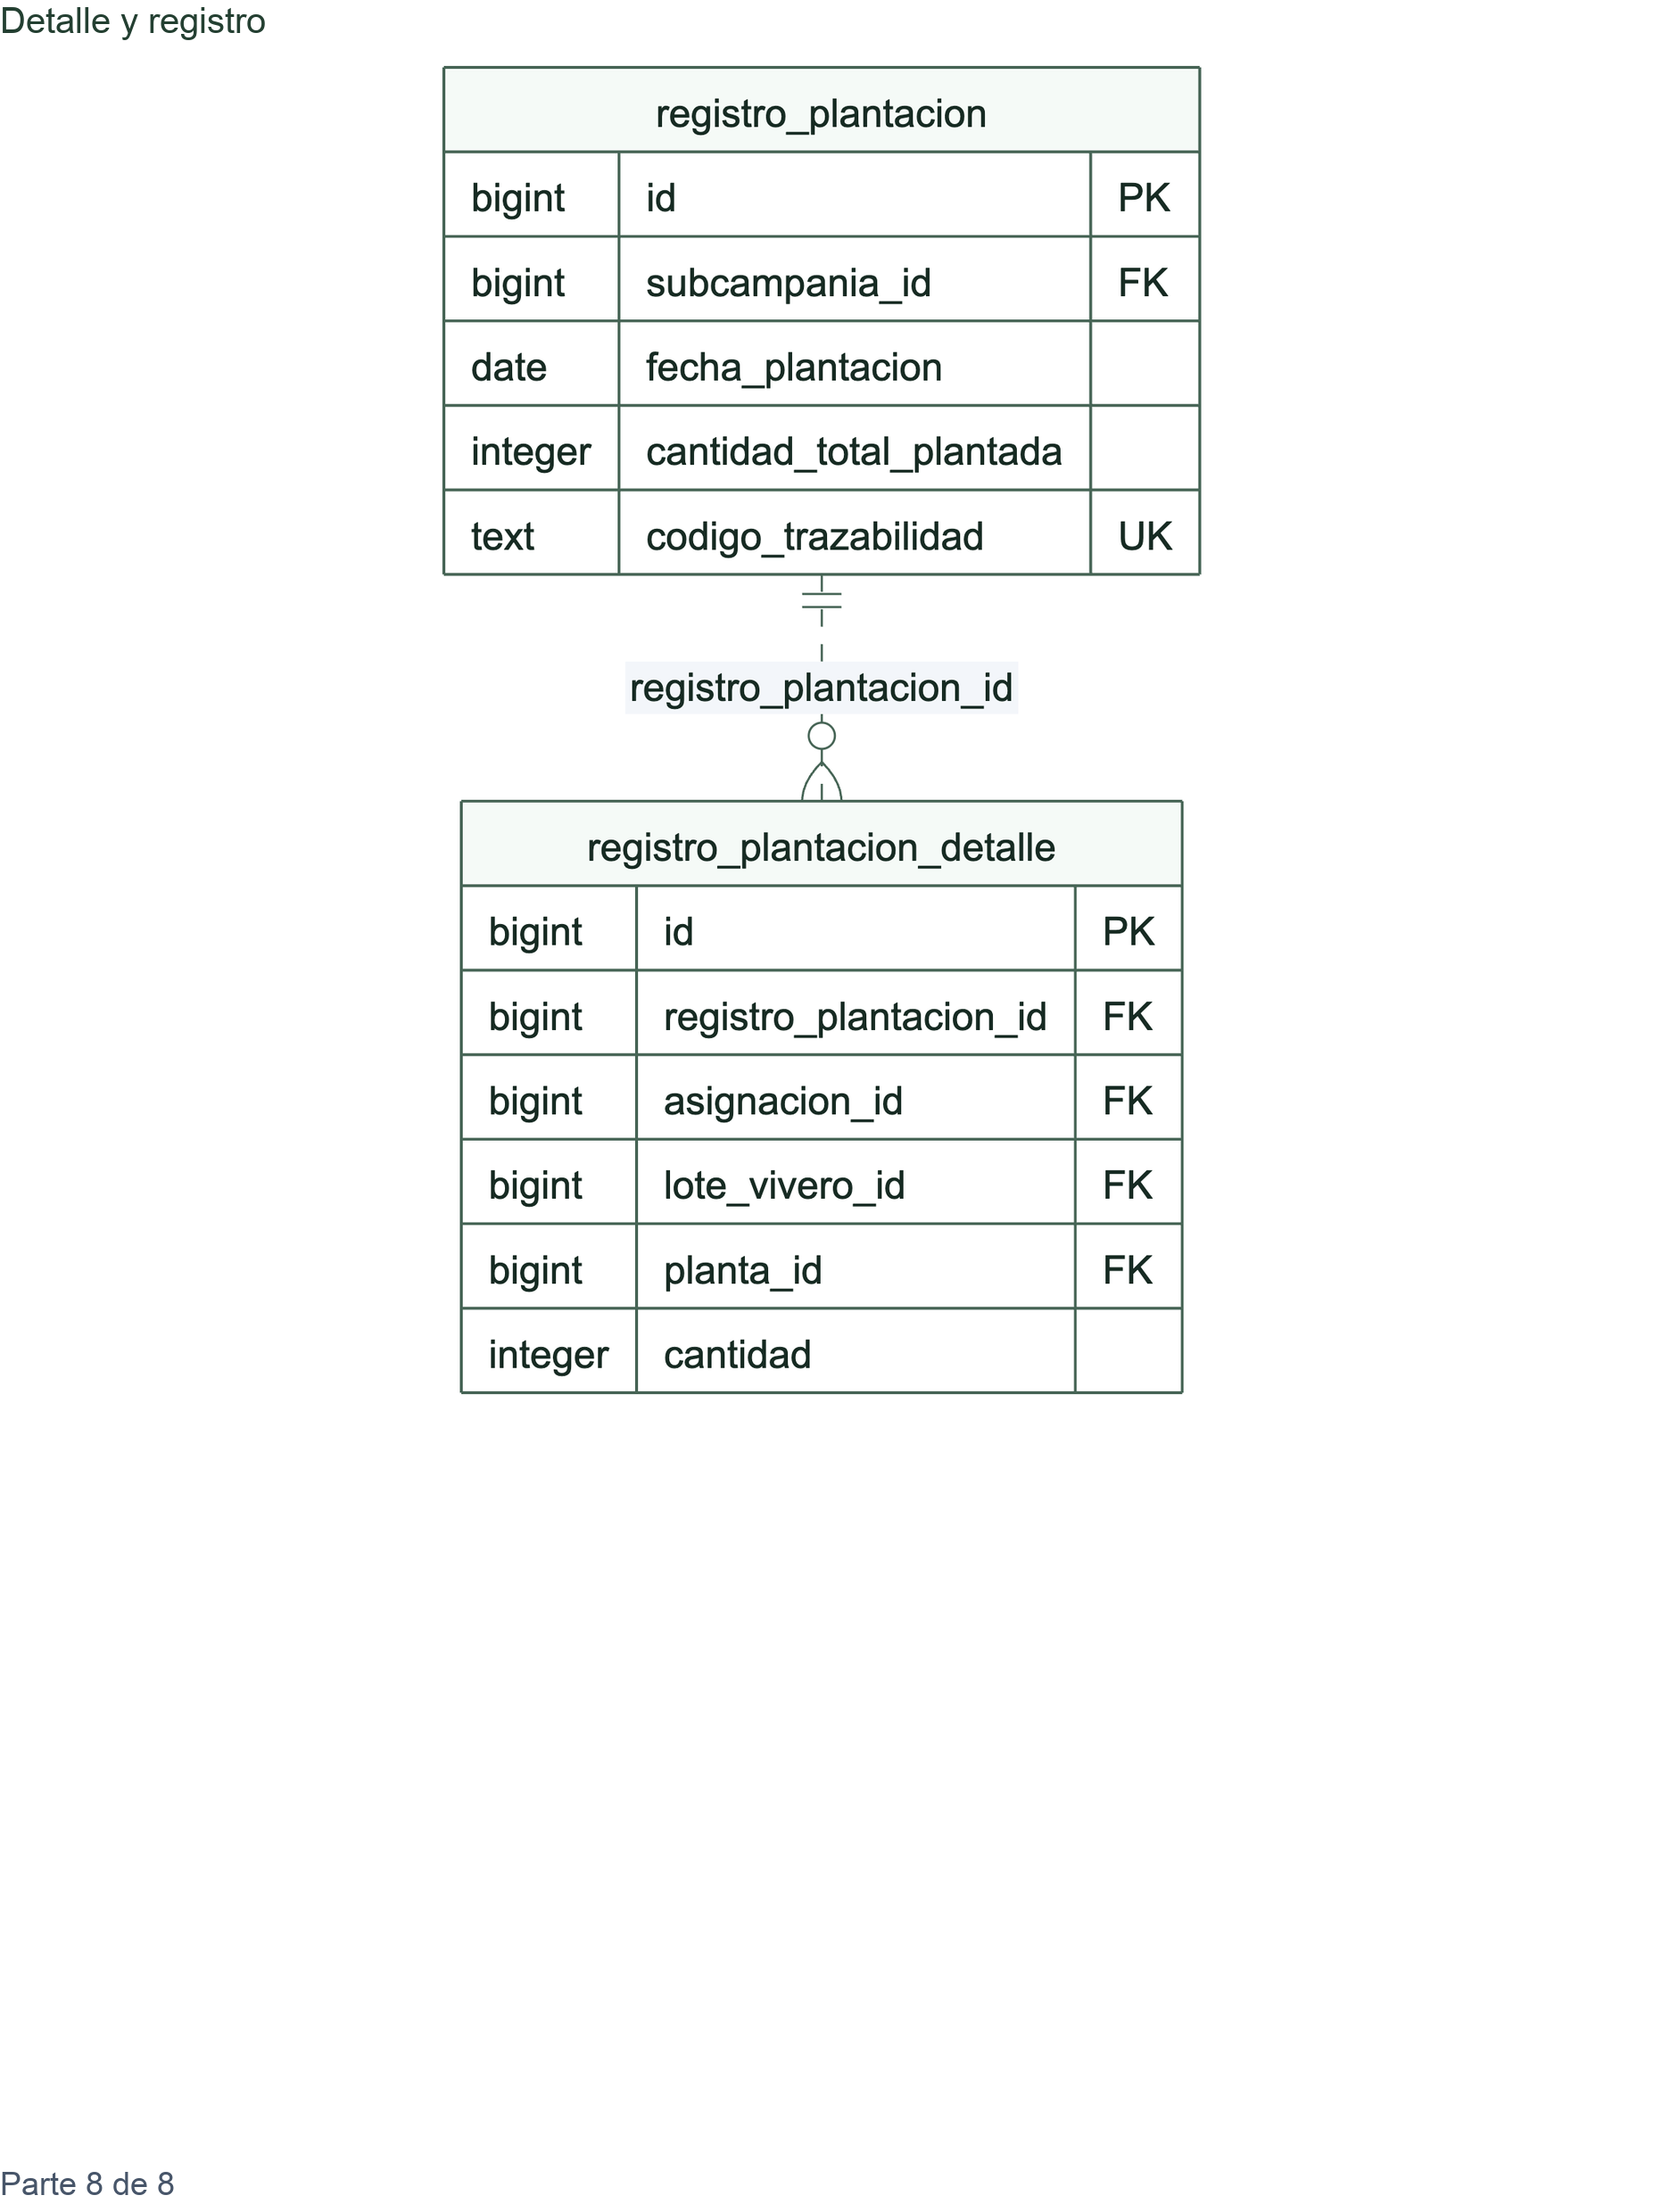 Detalle y registro
registro_plantacion
bigint id PK
bigint subcampania_id FK
date fecha_plantacion
integer cantidad_total_plantada
text codigo_trazabilidad UK
registro_plantacion_id
registro_plantacion_detalle
bigint id PK
bigint registro_plantacion_id FK
bigint asignacion_id FK
bigint lote_vivero_id FK
bigint planta_id FK
integer cantidad
Parte 8 de 8